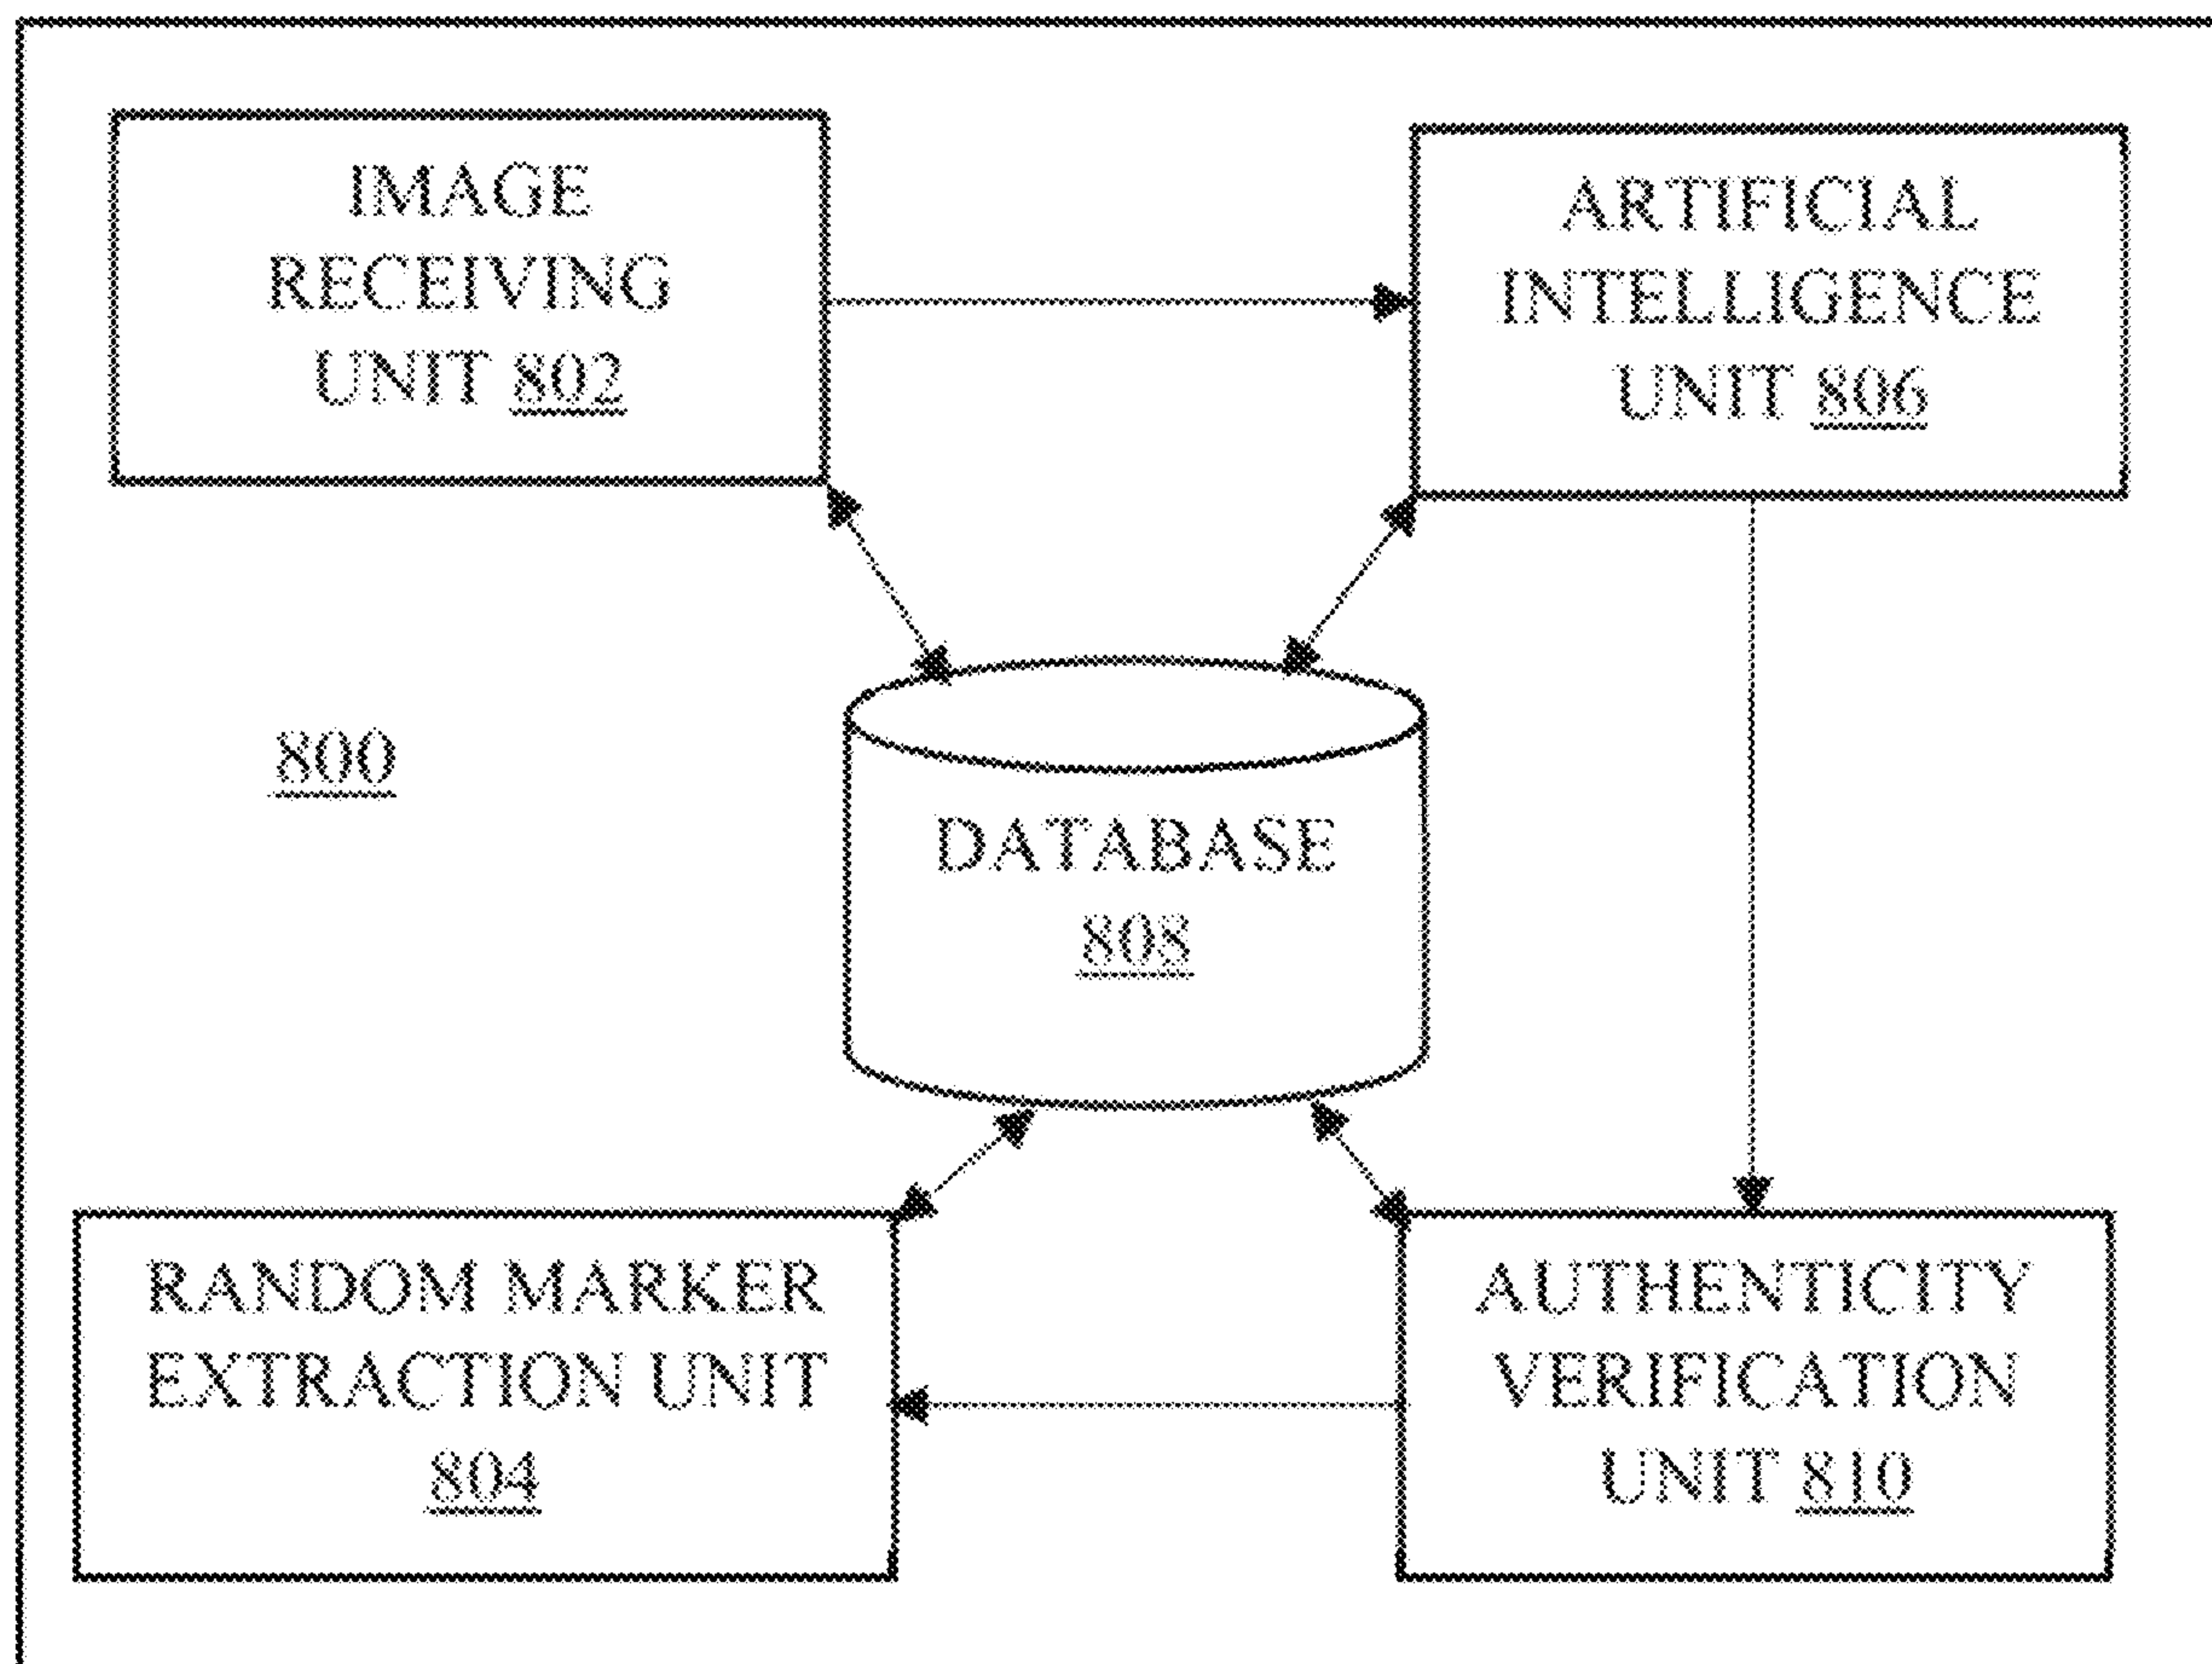 IMAGE
RECEIVING
UNIT 802
ARTIFICIAL
INTELLIGENCE
UNIT 806
800
DATABASE
808
RANDOM MARKER
EXTRACTION UNIT
804
AUTHENTICITY
VERIFICATION
UNIT 810